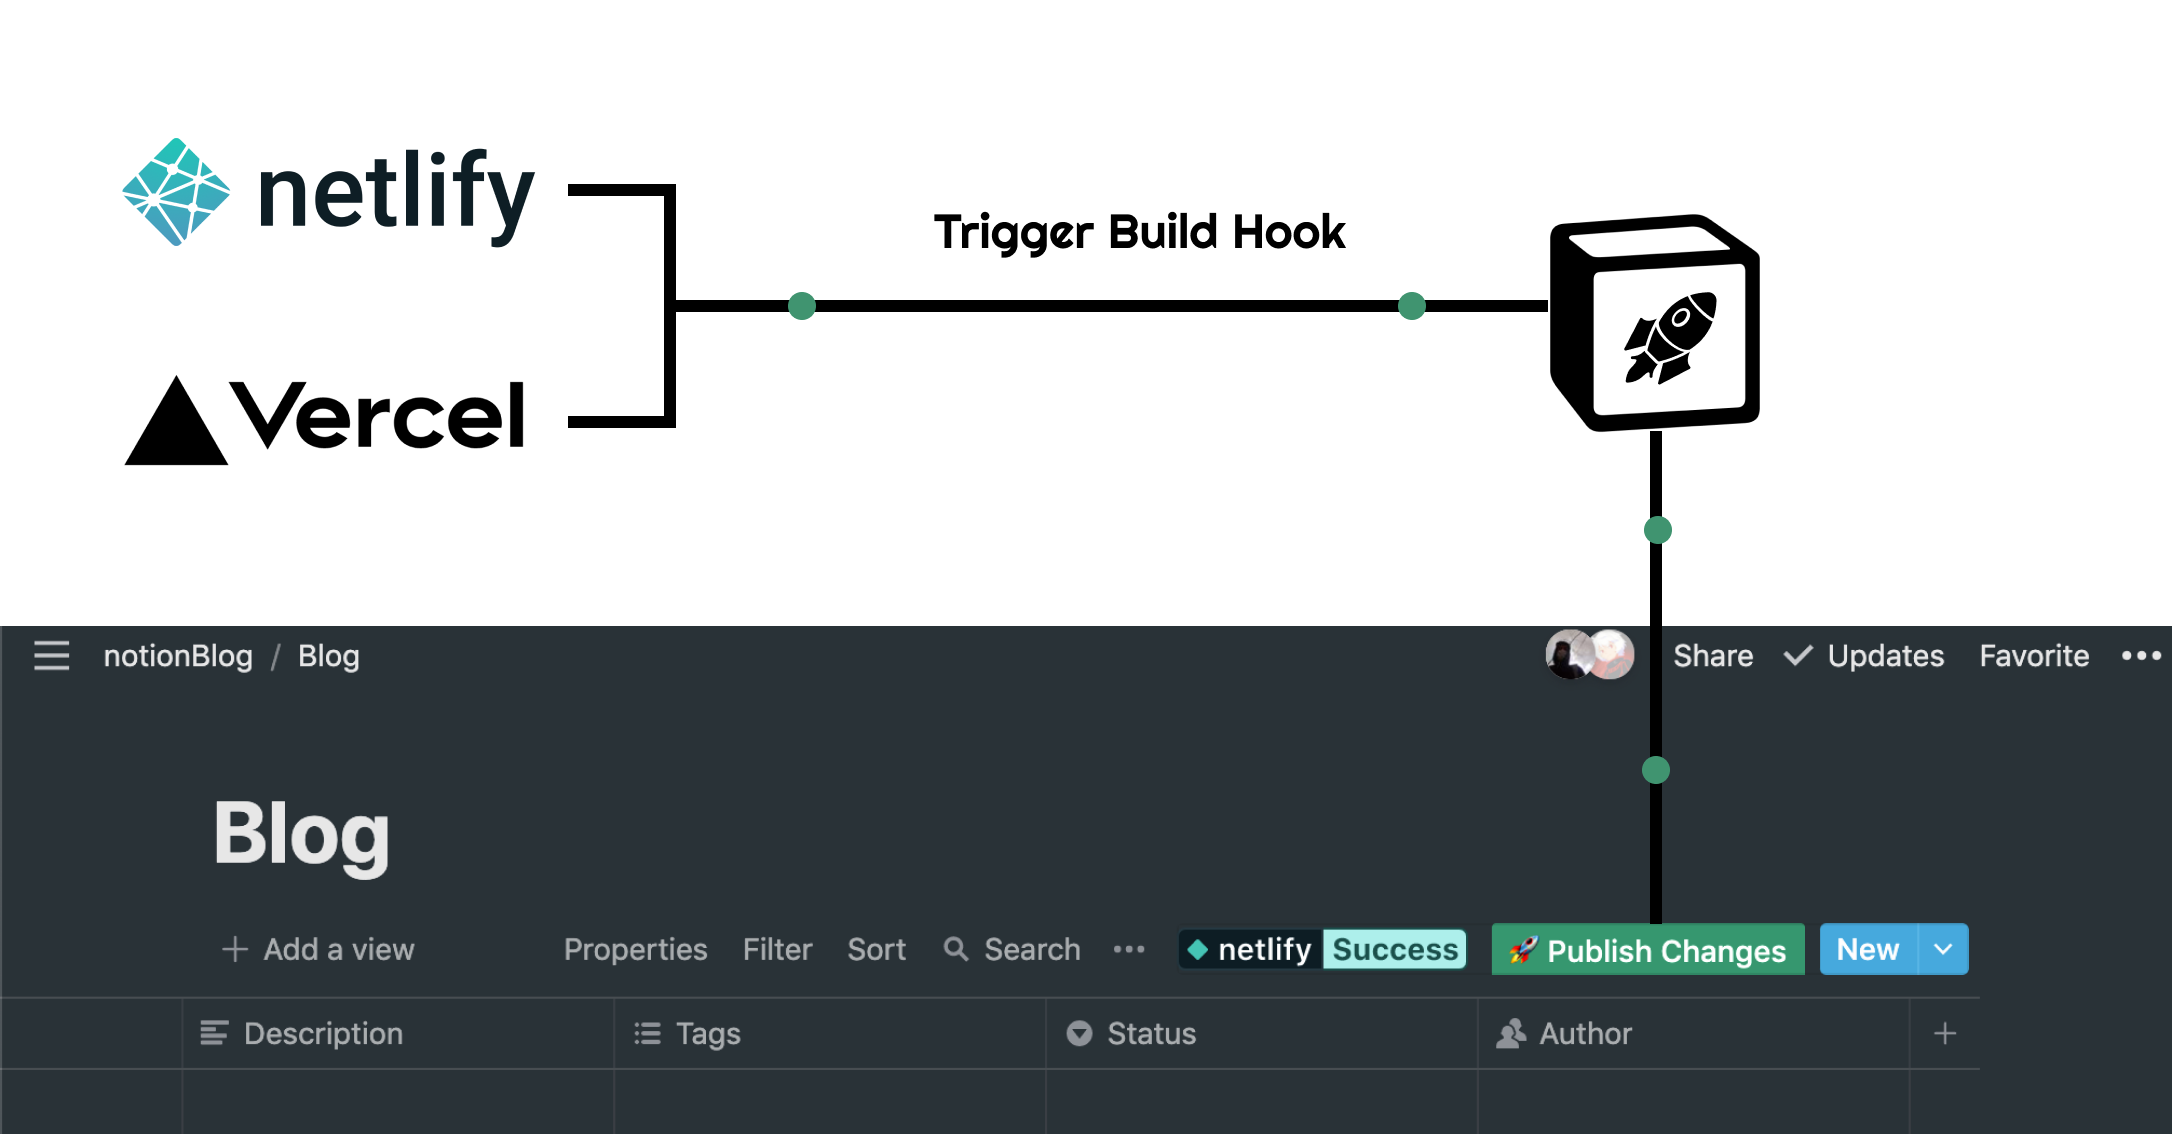 netlify
Trigger Build Hook
Vercel
notionBlog / Blog
Share
Updates
Favorite
Blog
Add a view
Properties
Filter
Sort
Search
netlify Success
🚀 Publish Changes
New
Description
Tags
Status
Author